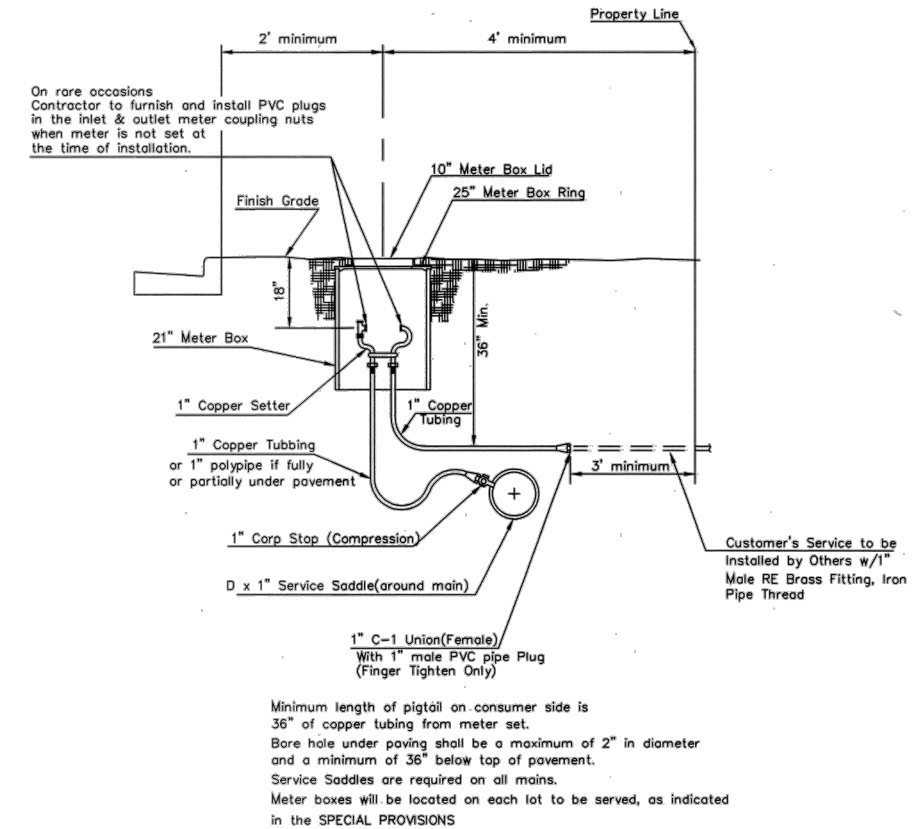 Property Line
2' minimum
4' minimum
On rare occasions
Contractor to furnish and install PVC plugs
in the inlet & outlet meter coupling nuts
when meter is not set at
the time of installation.
10" Meter Box Lid
25" Meter Box Ring
Finish Grade
18"
36" Min.
21" Meter Box
1" Copper Setter
1" Copper
Tubing
1" Copper Tubbing
or 1" polypipe if fully
or partially under pavement
3' minimum
1" Corp Stop (Compression)
Customer's Service to be
Installed by Others w/1"
Male RE Brass Fitting, Iron
Pipe Thread
D x 1" Service Saddle(around main)
1" C-1 Union(Female)
With 1" male PVC pipe Plug
(Finger Tighten Only)
Minimum length of pigtail on consumer side is
36" of copper tubing from meter set.
Bore hole under paving shall be a maximum of 2" in diameter
and a minimum of 36" below top of pavement.
Service Saddles are required on all mains.
Meter boxes will be located on each lot to be served, as indicated
in the SPECIAL PROVISIONS